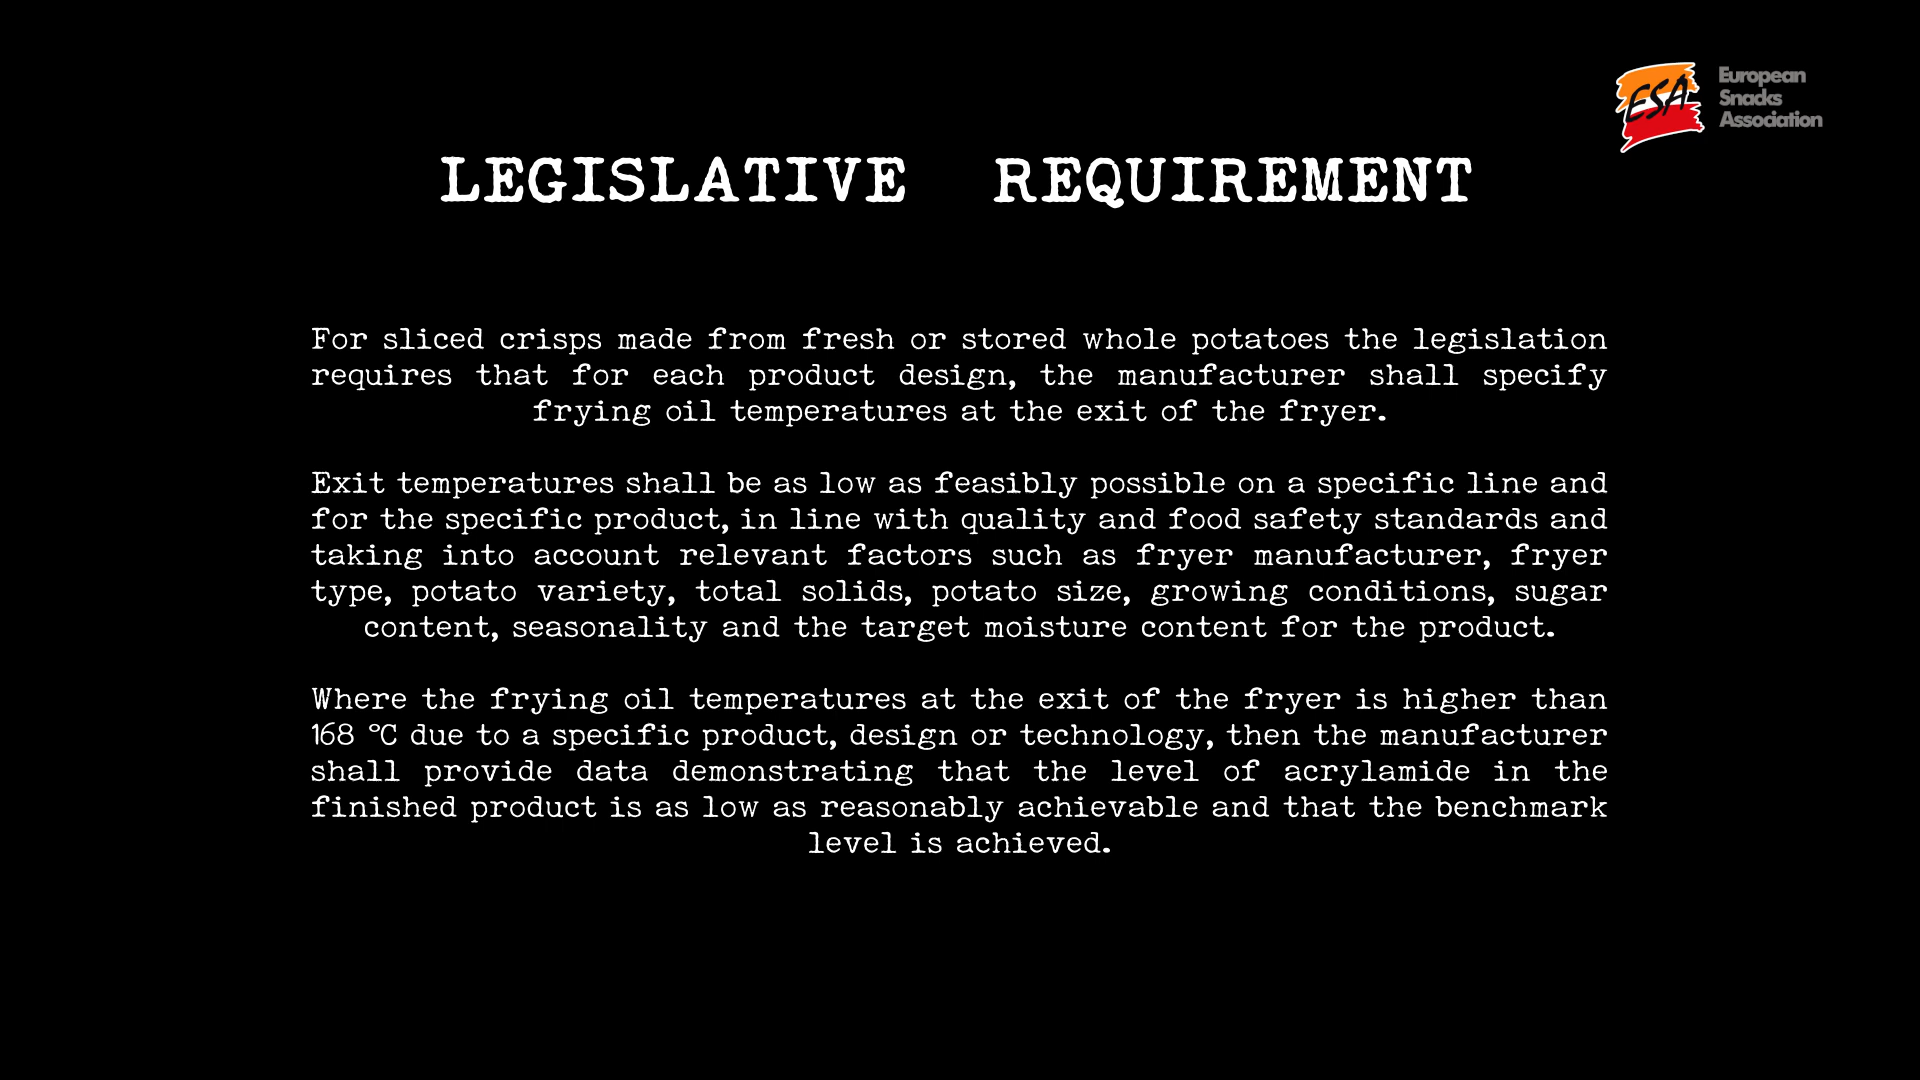 ESA
European
Snacks
Association
LEGISLATIVE REQUIREMENT
For sliced crisps made from fresh or stored whole potatoes the legislation
requires that for each product design, the manufacturer shall specify
frying oil temperatures at the exit of the fryer.
Exit temperatures shall be as low as feasibly possible on a specific line and
for the specific product, in line with quality and food safety standards and
taking into account relevant factors such as fryer manufacturer, fryer
type, potato variety, total solids, potato size, growing conditions, sugar
content, seasonality and the target moisture content for the product.
Where the frying oil temperatures at the exit of the fryer is higher than
168 °C due to a specific product, design or technology, then the manufacturer
shall provide data demonstrating that the level of acrylamide in the
finished product is as low as reasonably achievable and that the benchmark
level is achieved.